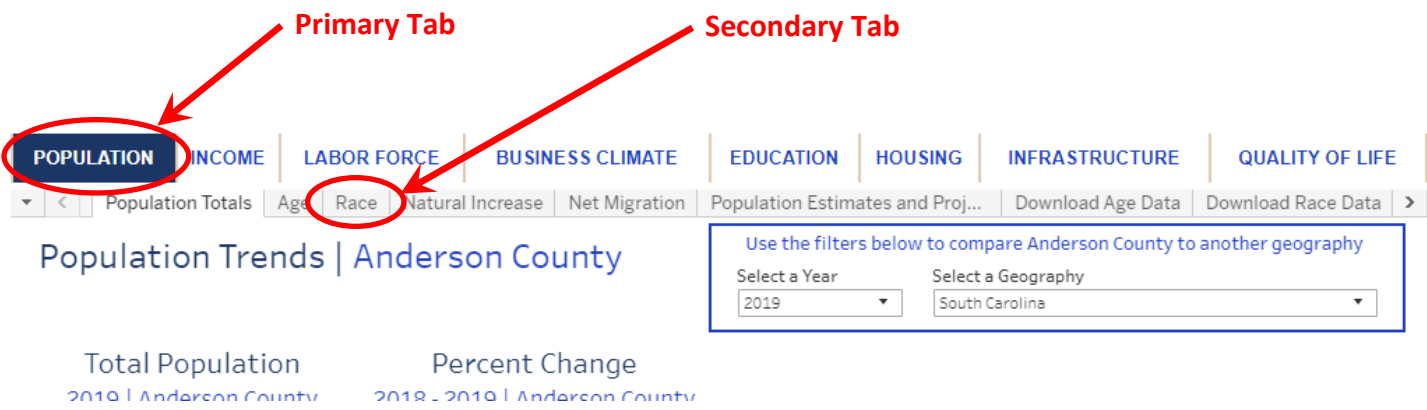 Primary Tab Secondary Tab
POPULATION INCOME LABOR FORCE BUSINESS CLIMATE EDUCATION HOUSING INFRASTRUCTURE QUALITY OF LIFE
Population Totals Age Race Natural Increase Net Migration Population Estimates and Proj... Download Age Data Download Race Data
Population Trends | Anderson County
Use the filters below to compare Anderson County to another geography
Select a Year Select a Geography
2019 South Carolina
Total Population Percent Change
2019 | Anderson County 2018 - 2019 | Anderson County